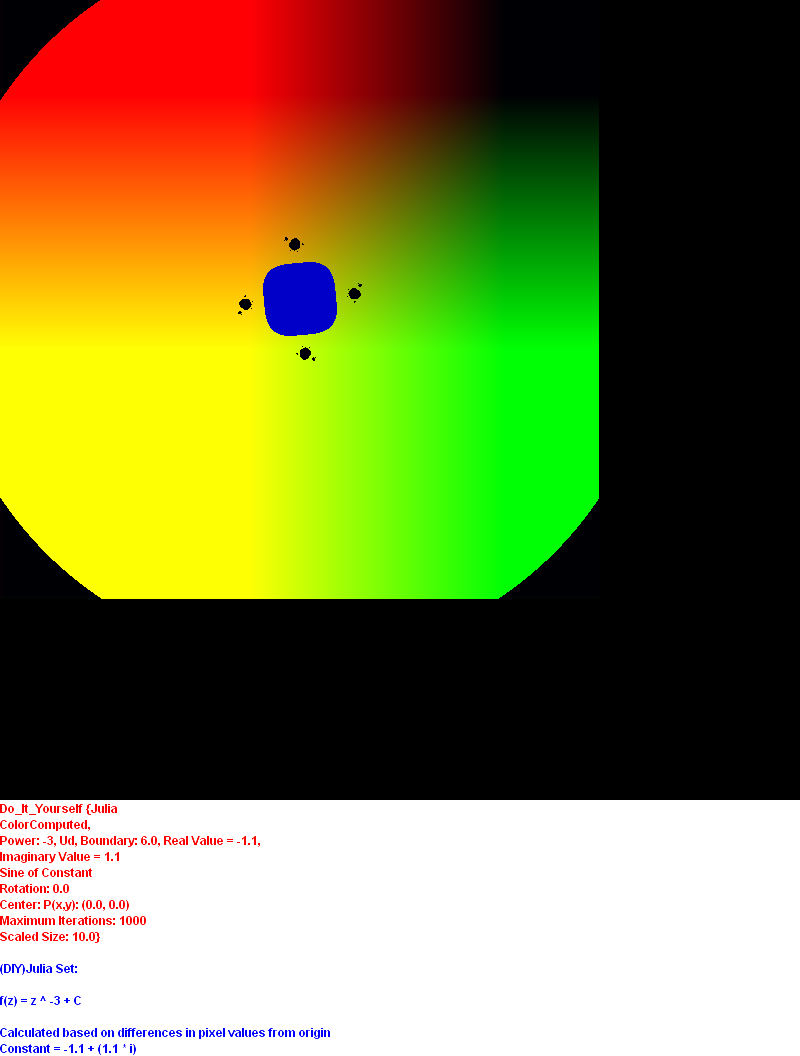 Do_It_Yourself {Julia
ColorComputed,
Power: -3, Ud, Boundary: 6.0, Real Value = -1.1,
Imaginary Value = 1.1
Sine of Constant
Rotation: 0.0
Center: P(x,y): (0.0, 0.0)
Maximum Iterations: 1000
Scaled Size: 10.0}
(DIY)Julia Set:
f(z) = z ^ -3 + C
Calculated based on differences in pixel values from origin
Constant = -1.1 + (1.1 * i)